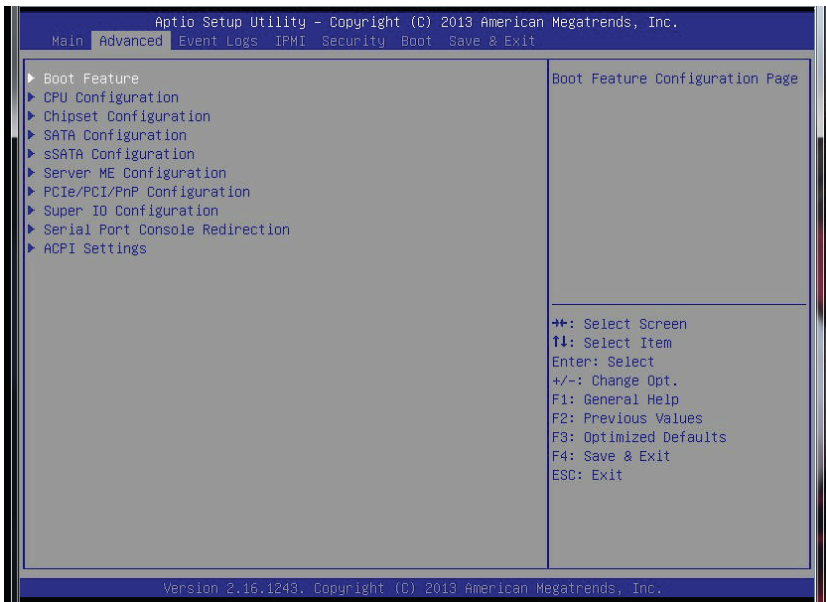 Aptio Setup Utility – Copyright (C) 2013 American Megatrends, Inc.
Main Advanced Event Logs IPMI Security Boot Save & Exit
Boot Feature
CPU Configuration
Chipset Configuration
SATA Configuration
sSATA Configuration
Server ME Configuration
PCIe/PCI/PnP Configuration
Super IO Configuration
Serial Port Console Redirection
ACPI Settings
Boot Feature Configuration Page
→←: Select Screen
↑↓: Select Item
Enter: Select
+/-: Change Opt.
F1: General Help
F2: Previous Values
F3: Optimized Defaults
F4: Save & Exit
ESC: Exit
Version 2.16.1243. Copyright (C) 2013 American Megatrends, Inc.